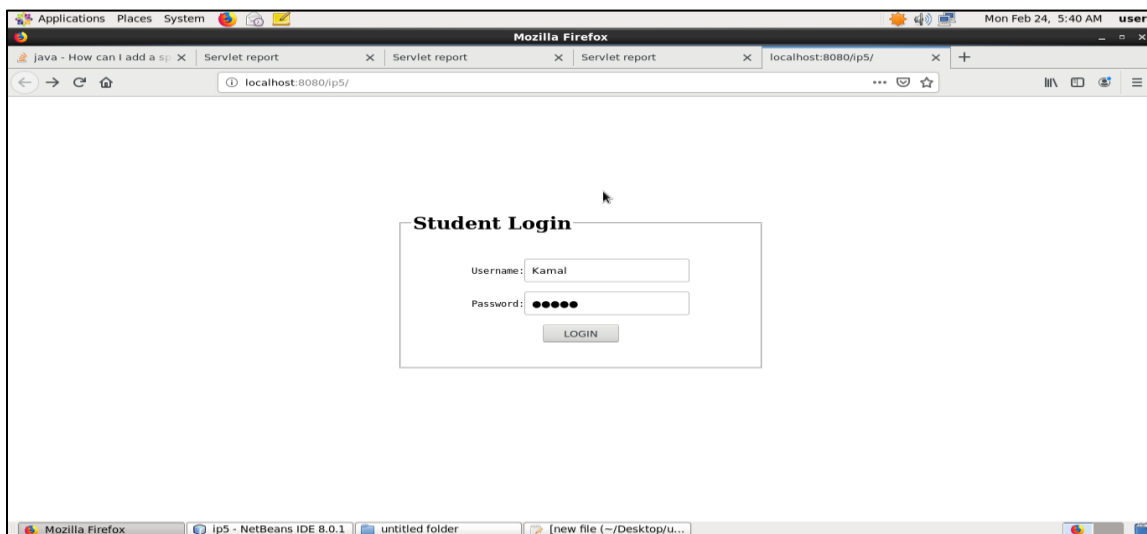 Applications Places System Mon Feb 24, 5:40 AM user
Mozilla Firefox
java - How can I add a sp Servlet report Servlet report Servlet report localhost:8080/ip5/
localhost:8080/ip5/
Student Login
Username: Kamal
Password: ●●●●●
LOGIN
Mozilla Firefox ip5 - NetBeans IDE 8.0.1 untitled folder [new file (~/Desktop/u...